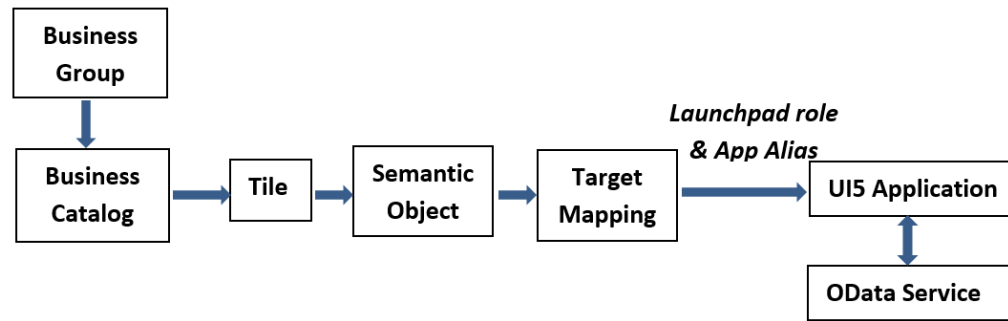 Business
Group
Business
Catalog
Tile
Semantic
Object
Target
Mapping
Launchpad role
& App Alias
UI5 Application
OData Service